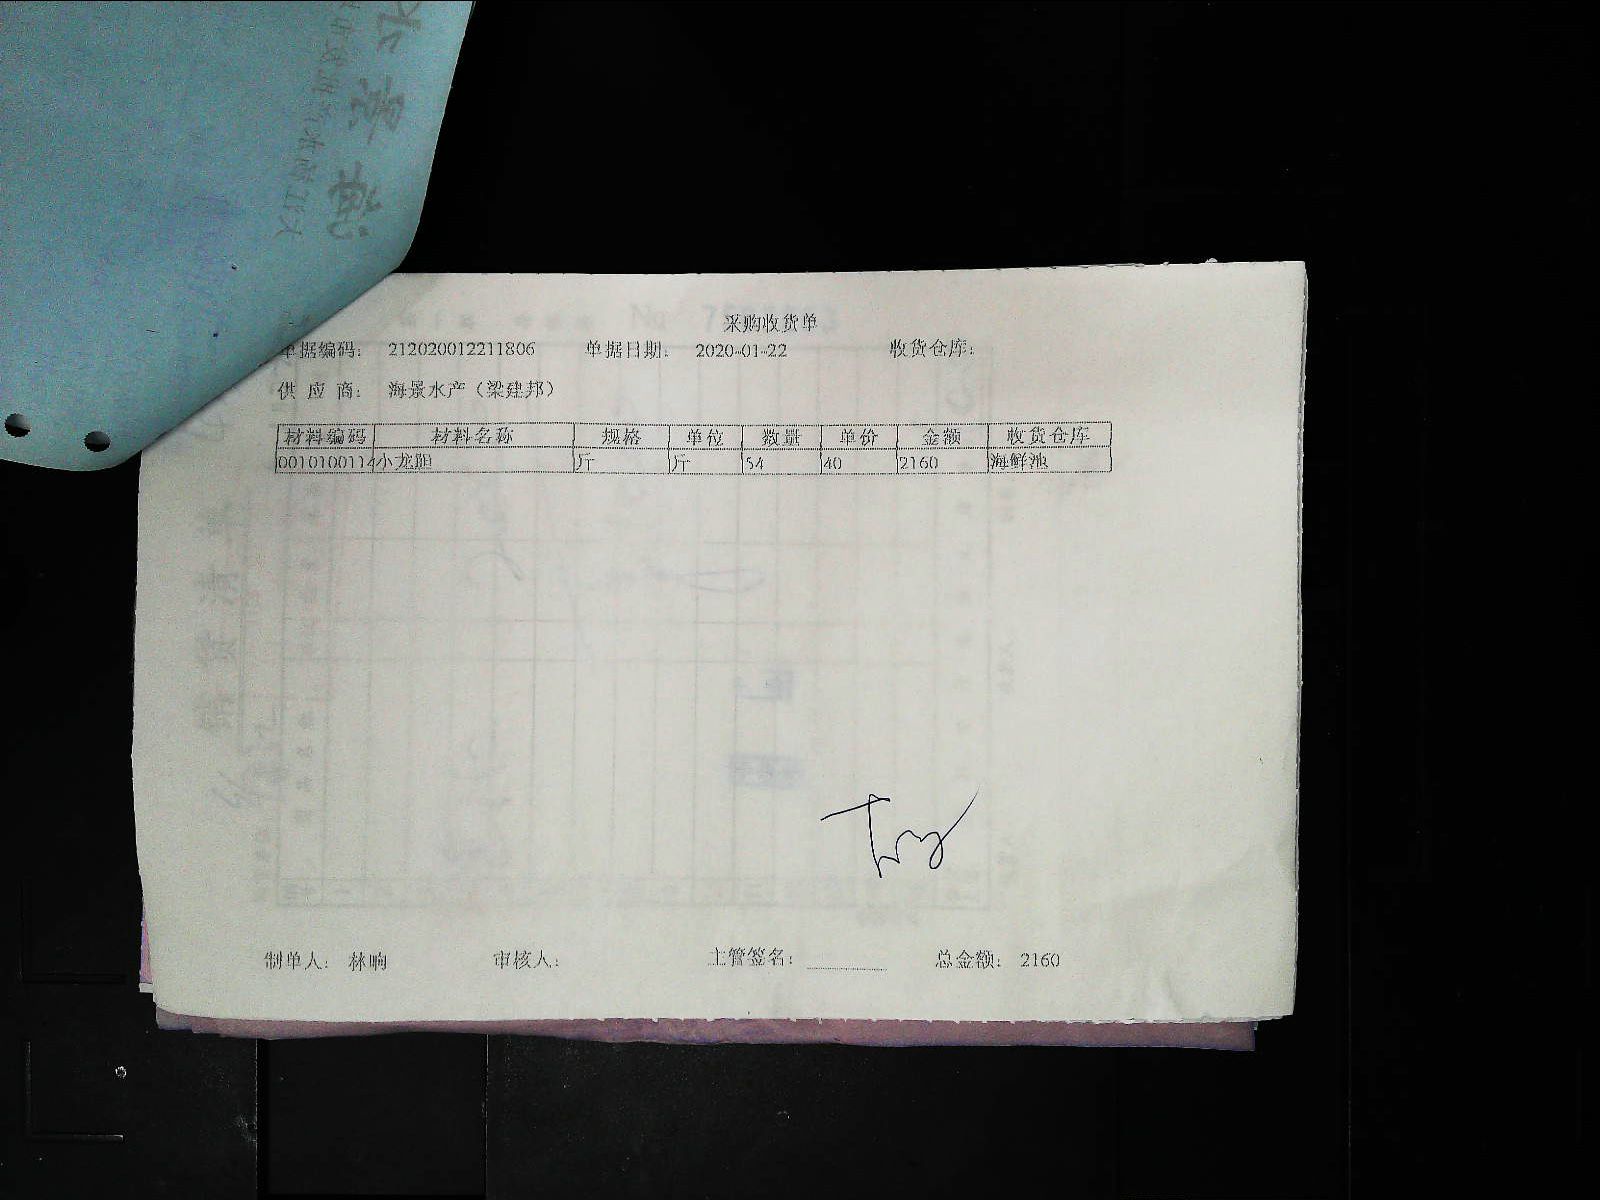 采购收货单
单据编码: 212020012211806 单据日期: 2020-01-22 收货仓库:
供 应 商: 海景水产（梁建邦）
材料编码 材料名称 规格 单位 数量 单价 金额 收货仓库
0010100114 小龙胆 斤 斤 54 40 2160 海鲜池
制单人: 林响 审核人: 主管签名: 总金额: 2160